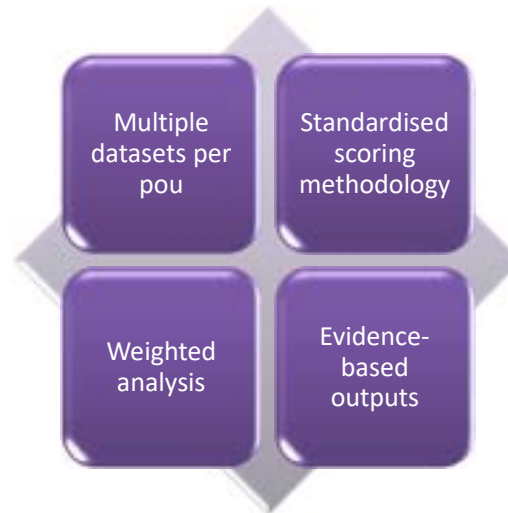 Multiple
datasets per
pou
Standardised
scoring
methodology
Weighted
analysis
Evidence-
based
outputs